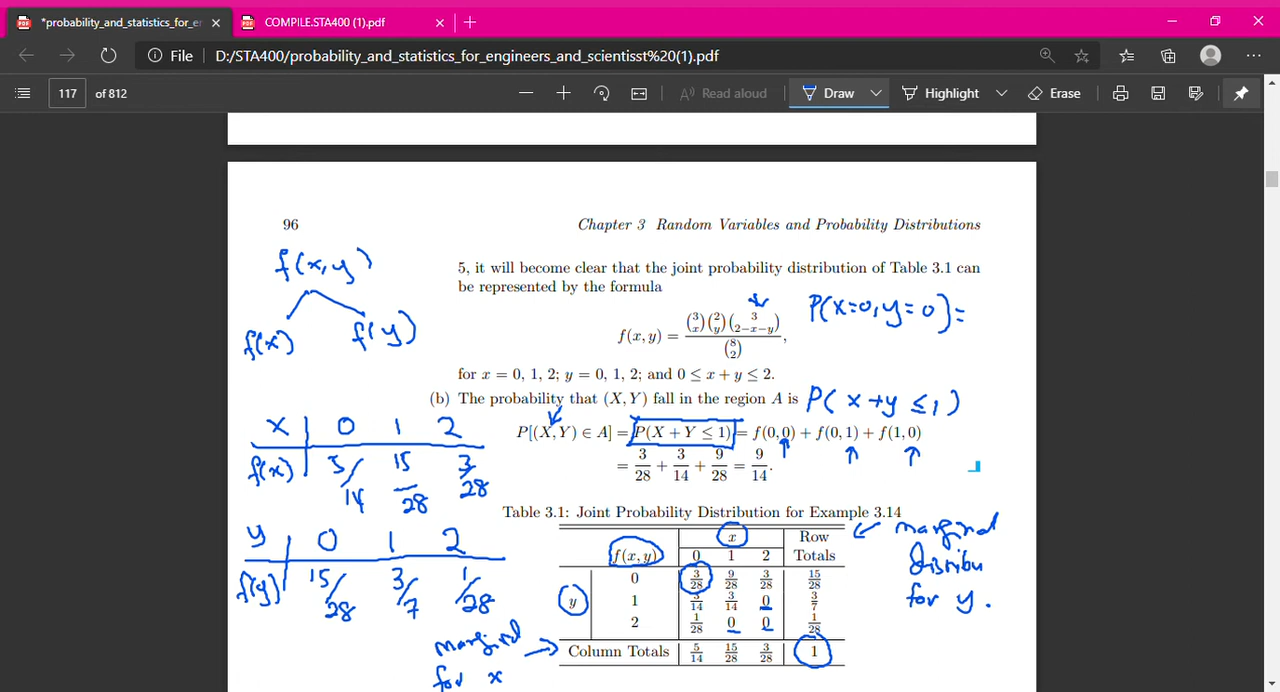 *probability_and_statistics_for_er
COMPILE.STA400 (1).pdf
File D:/STA400/probability_and_statistics_for_engineers_and_scientisst%20(1).pdf
117 of 812 Read aloud Draw Highlight Erase
96 Chapter 3 Random Variables and Probability Distributions
f(x,y)
f(x) f(y)
5, it will become clear that the joint probability distribution of Table 3.1 can
be represented by the formula
f(x, y) = \frac{\binom{3}{x}\binom{2}{y}\binom{3}{2-x-y}}{\binom{8}{2}},
P(x=0, y=0) =
for x = 0, 1, 2; y = 0, 1, 2; and 0 ≤ x + y ≤ 2.
(b) The probability that (X, Y) fall in the region A is P(x+y ≤ 1)
P[(X, Y) ∈ A] = P(X + Y ≤ 1) = f(0, 0) + f(0, 1) + f(1, 0)
= 3/28 + 3/14 + 9/28 = 9/14.
x 0 1 2
f(x) 5/14 15/28 3/28
y 0 1 2
f(y) 15/28 3/7 1/28
Table 3.1: Joint Probability Distribution for Example 3.14
x Row
f(x, y) 0 1 2 Totals
0 3/28 9/28 3/28 15/28
y 1 3/14 3/14 0 3/7
2 1/28 0 0 1/28
Column Totals 5/14 15/28 3/28 1
marginal
distribu
for y.
marginal
for x